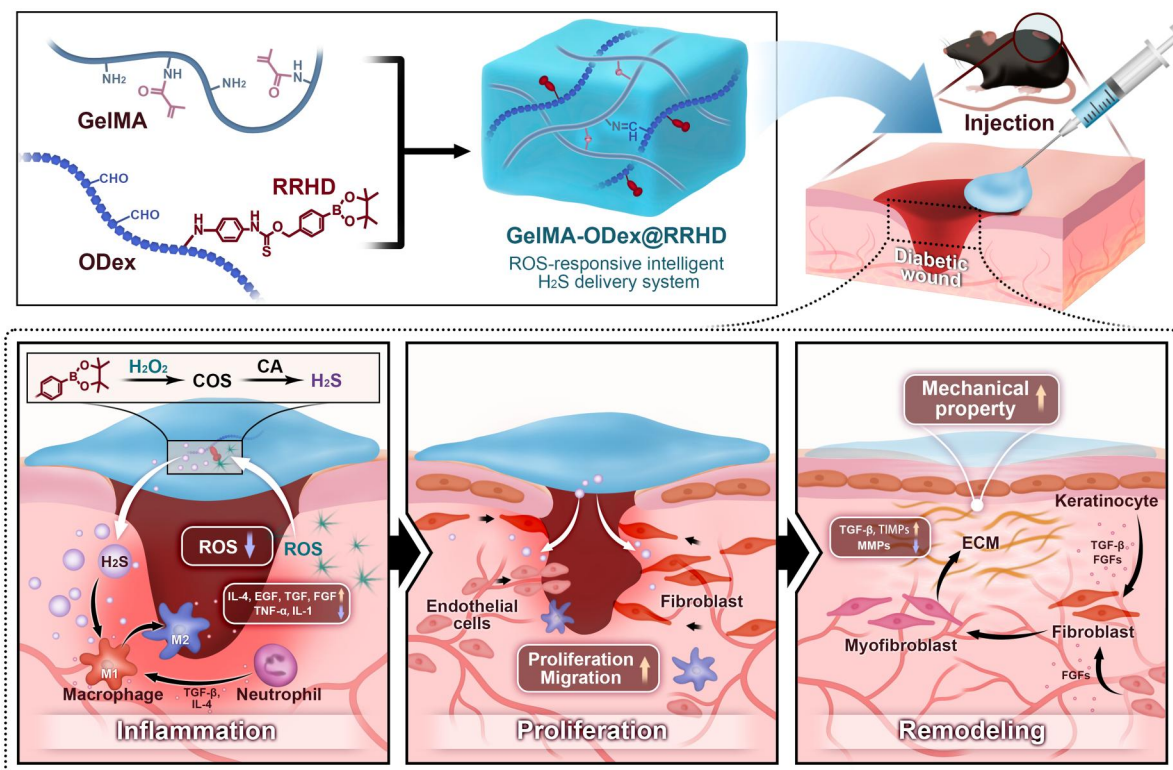 NH₂
NH
O
NH₂
O
N
H
GelMA
CHO
CHO
RRHD
ODex
H
N
H
N
O
S
B
O
O
N=C
H
GelMA-ODex@RRHD
ROS-responsive intelligent
H₂S delivery system
Injection
Diabetic
wound
B
O
O
H₂O₂
COS
CA
H₂S
H₂S
ROS
ROS
IL-4, EGF, TGF, FGF
TNF-α, IL-1
M2
M1
Macrophage
TGF-β,
IL-4
Neutrophil
Inflammation
Endothelial
cells
Fibroblast
Proliferation
Migration
Proliferation
Mechanical
property
Keratinocyte
TGF-β, TIMPs
MMPs
ECM
TGF-β
FGFs
Myofibroblast
Fibroblast
FGFs
Remodeling